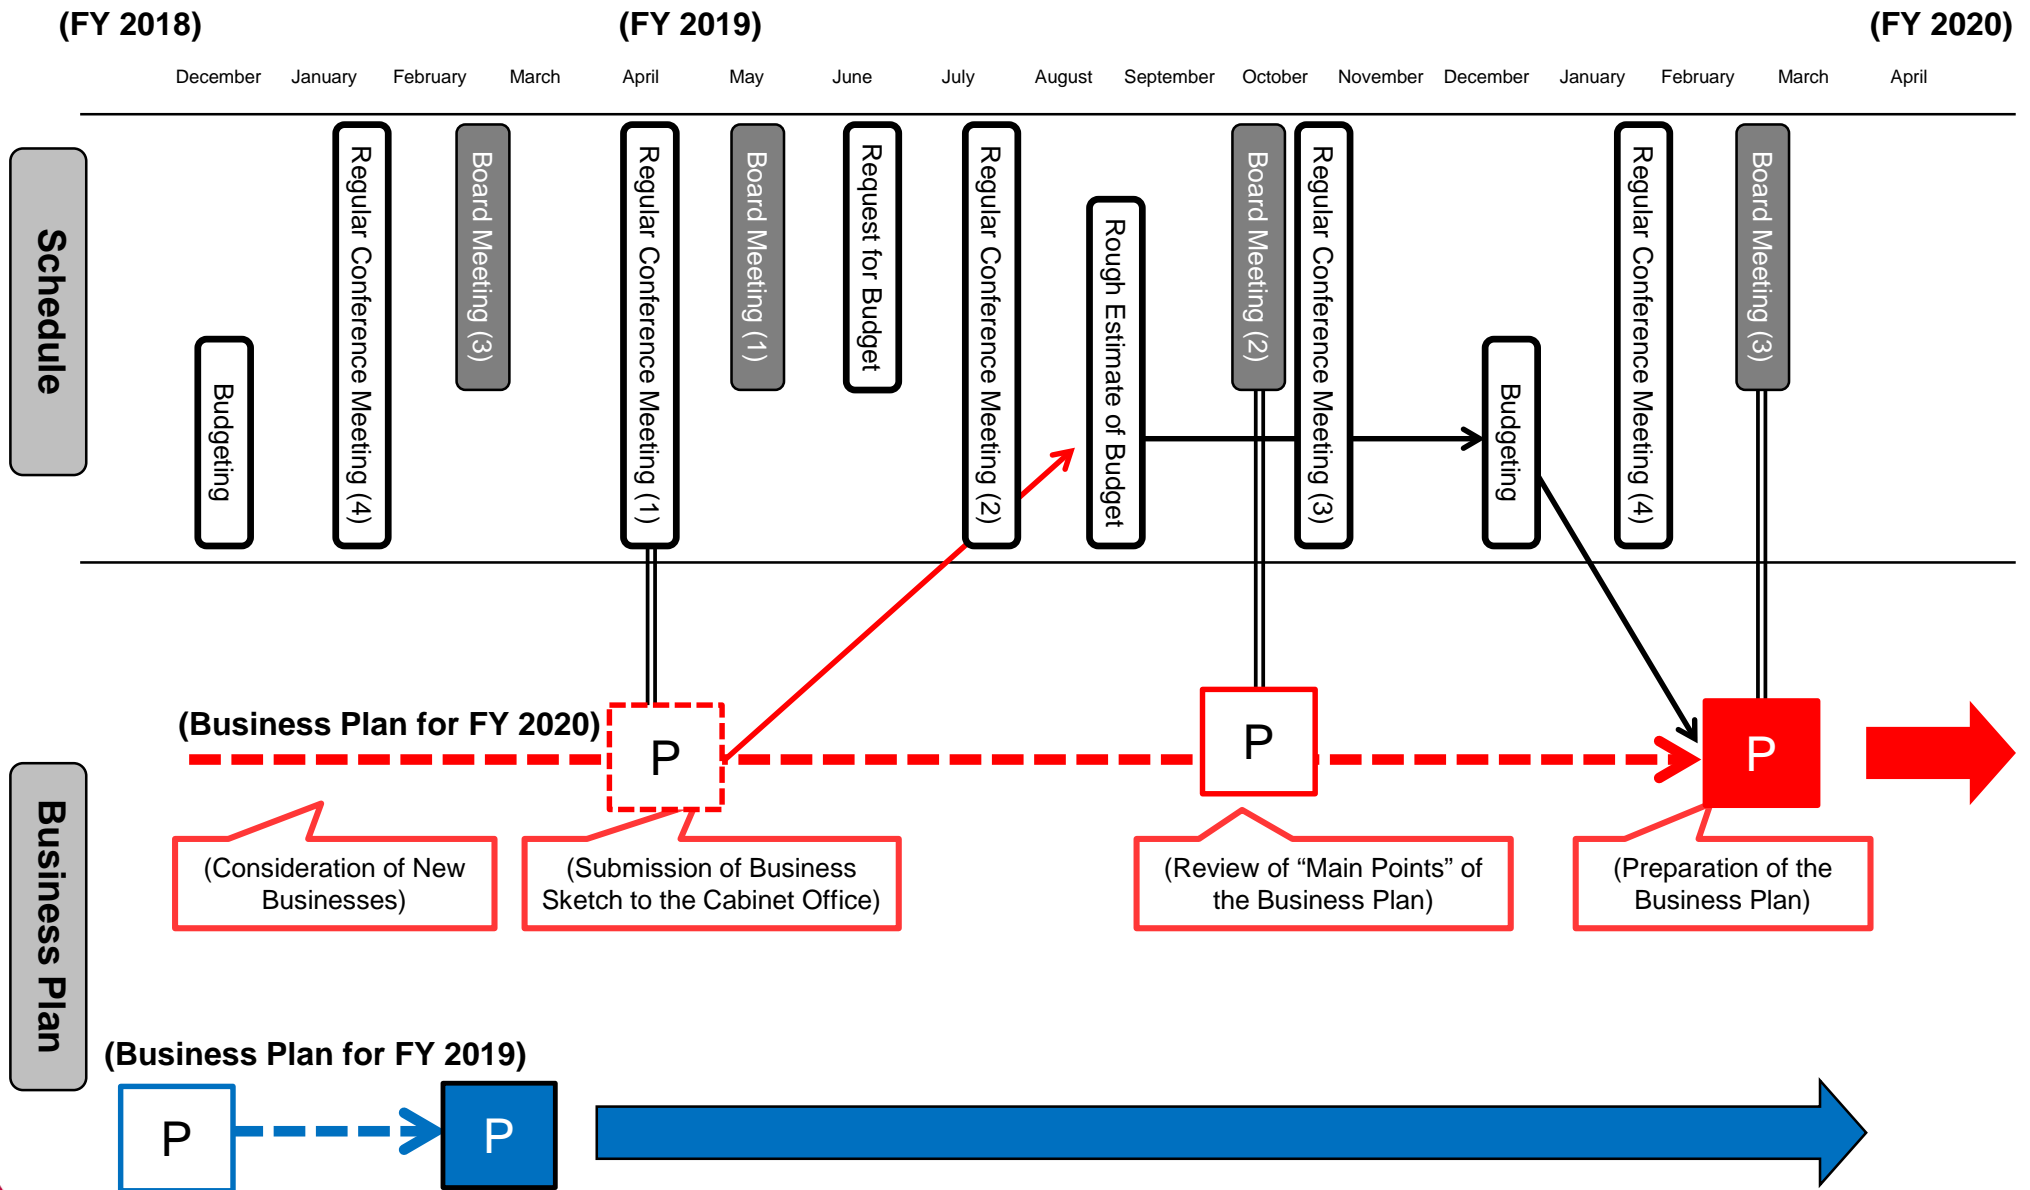 (FY 2018)
(FY 2019)
(FY 2020)
December
January
February
March
April
May
June
July
August
September
October
November
December
January
February
March
April
Schedule
Budgeting
Regular Conference Meeting (4)
Board Meeting (3)
Regular Conference Meeting (1)
Board Meeting (1)
Request for Budget
Regular Conference Meeting (2)
Rough Estimate of Budget
Board Meeting (2)
Regular Conference Meeting (3)
Budgeting
Regular Conference Meeting (4)
Board Meeting (3)
Business Plan
(Business Plan for FY 2020)
P
P
P
(Consideration of New
Businesses)
(Submission of Business
Sketch to the Cabinet Office)
(Review of “Main Points” of
the Business Plan)
(Preparation of the
Business Plan)
(Business Plan for FY 2019)
P
P